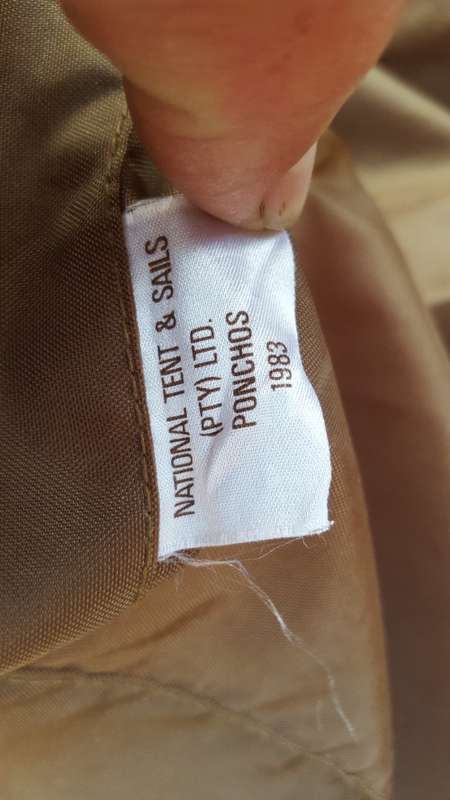 NATIONAL TENT & SAILS
(PTY) LTD.
PONCHOS
1983